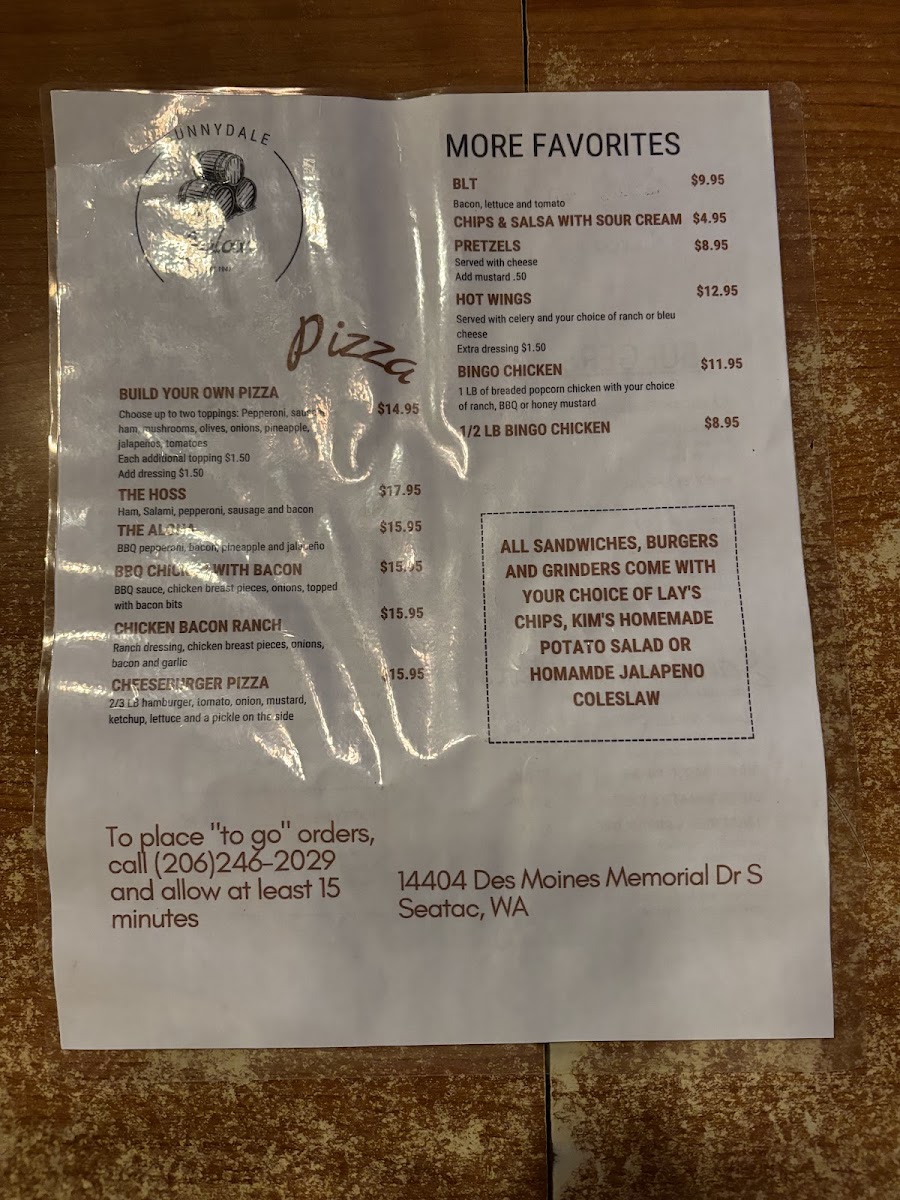 UNNYDALE
Pizza
BUILD YOUR OWN PIZZA
Choose up to two toppings: Pepperoni, $14.95
ham, mushrooms, olives, onions, pineapple,
jalapeños, tomatoes
Each additional topping $1.50
Add dressing $1.50
THE HOSS $17.95
Ham, Salami, pepperoni, sausage and bacon
THE $15.95
BBQ pepperoni, bacon, pineapple and jalapeño
BBQ WITH BACON $15.95
BBQ sauce, chicken breast pieces, onions, topped
with bacon bits
CHICKEN BACON RANCH $15.95
Ranch dressing, chicken breast pieces, onions,
bacon and garlic
CHEESEBURGER PIZZA $15.95
2/3 LB hamburger, tomato, onion, mustard,
ketchup, lettuce and a pickle on the side
MORE FAVORITES
BLT $9.95
Bacon, lettuce and tomato
CHIPS & SALSA WITH SOUR CREAM $4.95
PRETZELS $8.95
Served with cheese
Add mustard .50
HOT WINGS $12.95
Served with celery and your choice of ranch or bleu
cheese
Extra dressing $1.50
BINGO CHICKEN $11.95
1 LB of breaded popcorn chicken with your choice
of ranch, BBQ or honey mustard
1/2 LB BINGO CHICKEN $8.95
ALL SANDWICHES, BURGERS
AND GRINDERS COME WITH
YOUR CHOICE OF LAY'S
CHIPS, KIM'S HOMEMADE
POTATO SALAD OR
HOMAMDE JALAPENO
COLESLAW
To place "to go" orders,
call (206)246-2029
and allow at least 15
minutes
14404 Des Moines Memorial Dr S
Seatac, WA